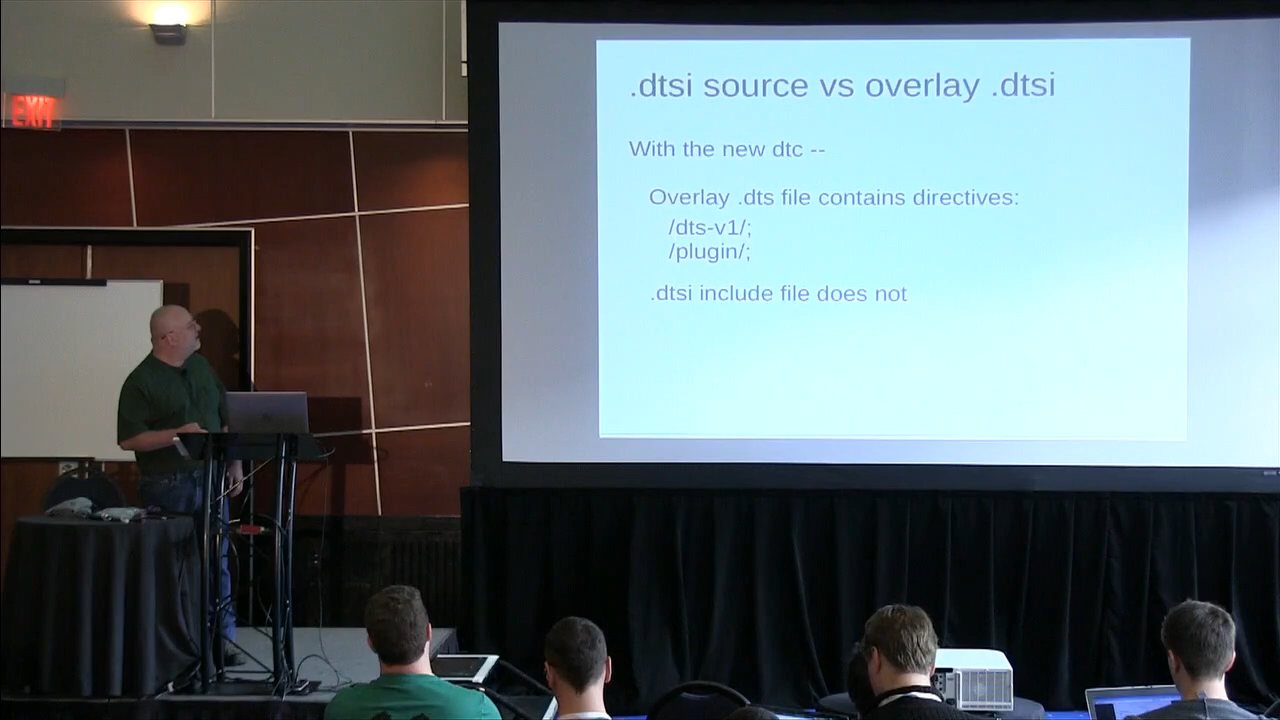 EXIT
.dtsi source vs overlay .dtsi
With the new dtc --
Overlay .dts file contains directives:
/dts-v1/;
/plugin/;
.dtsi include file does not